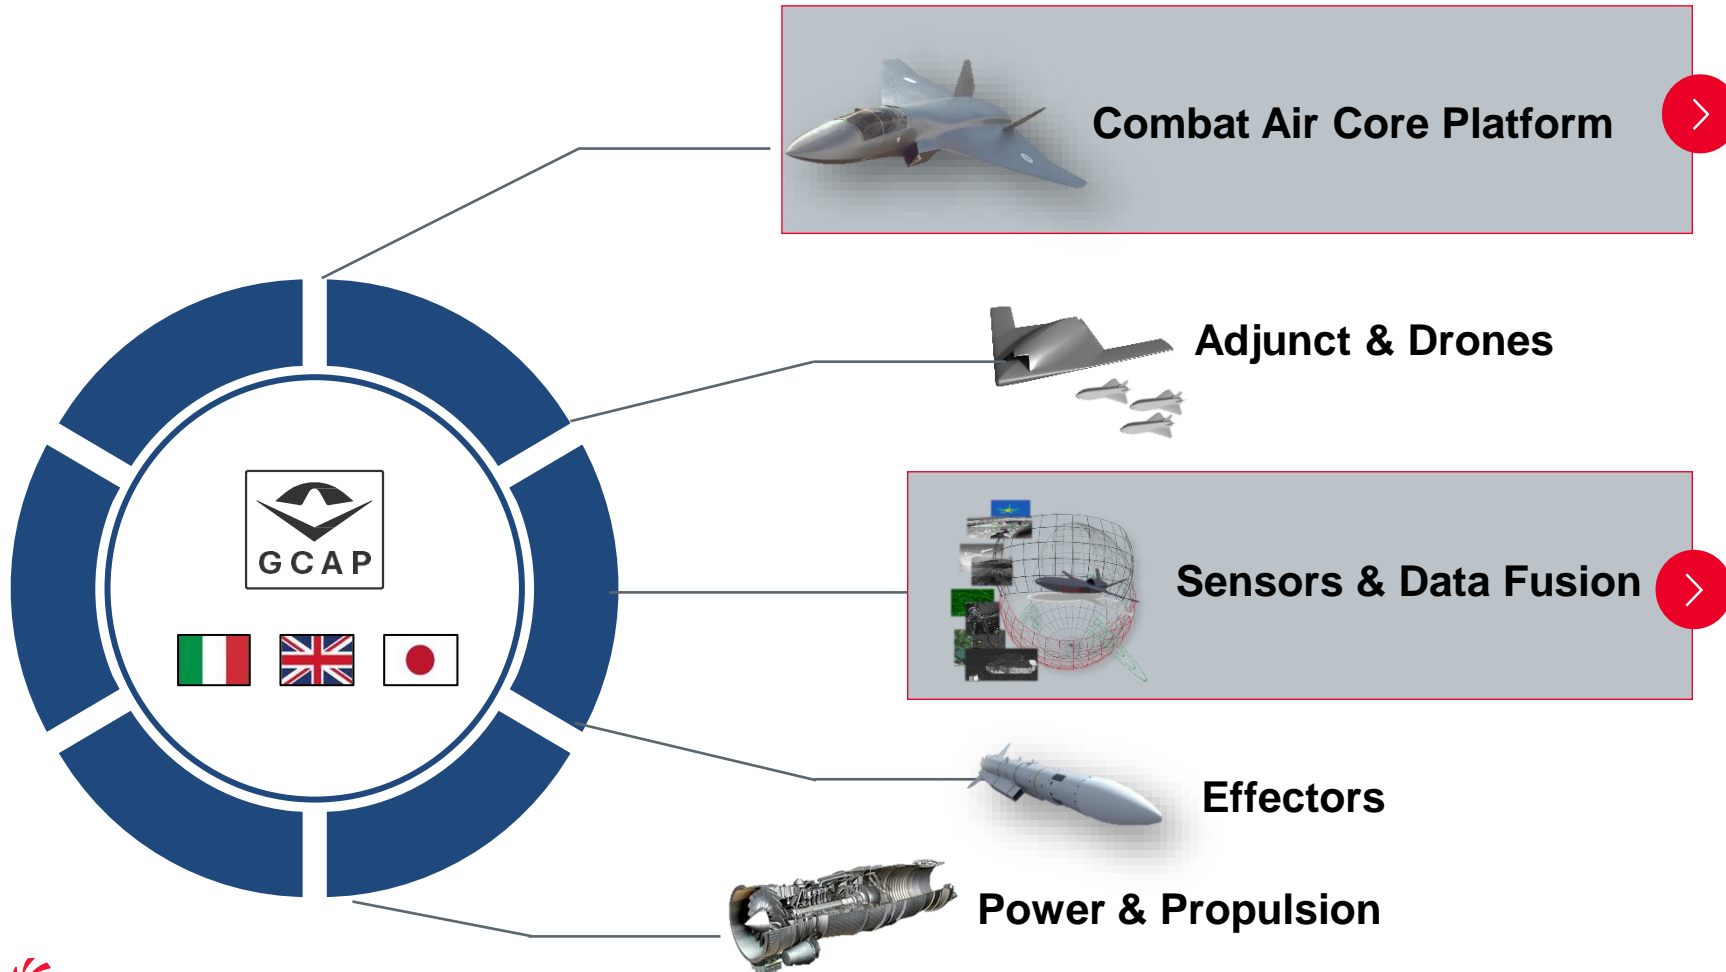 Combat Air Core Platform
Adjunct & Drones
GCAP
Sensors & Data Fusion
Effectors
Power & Propulsion